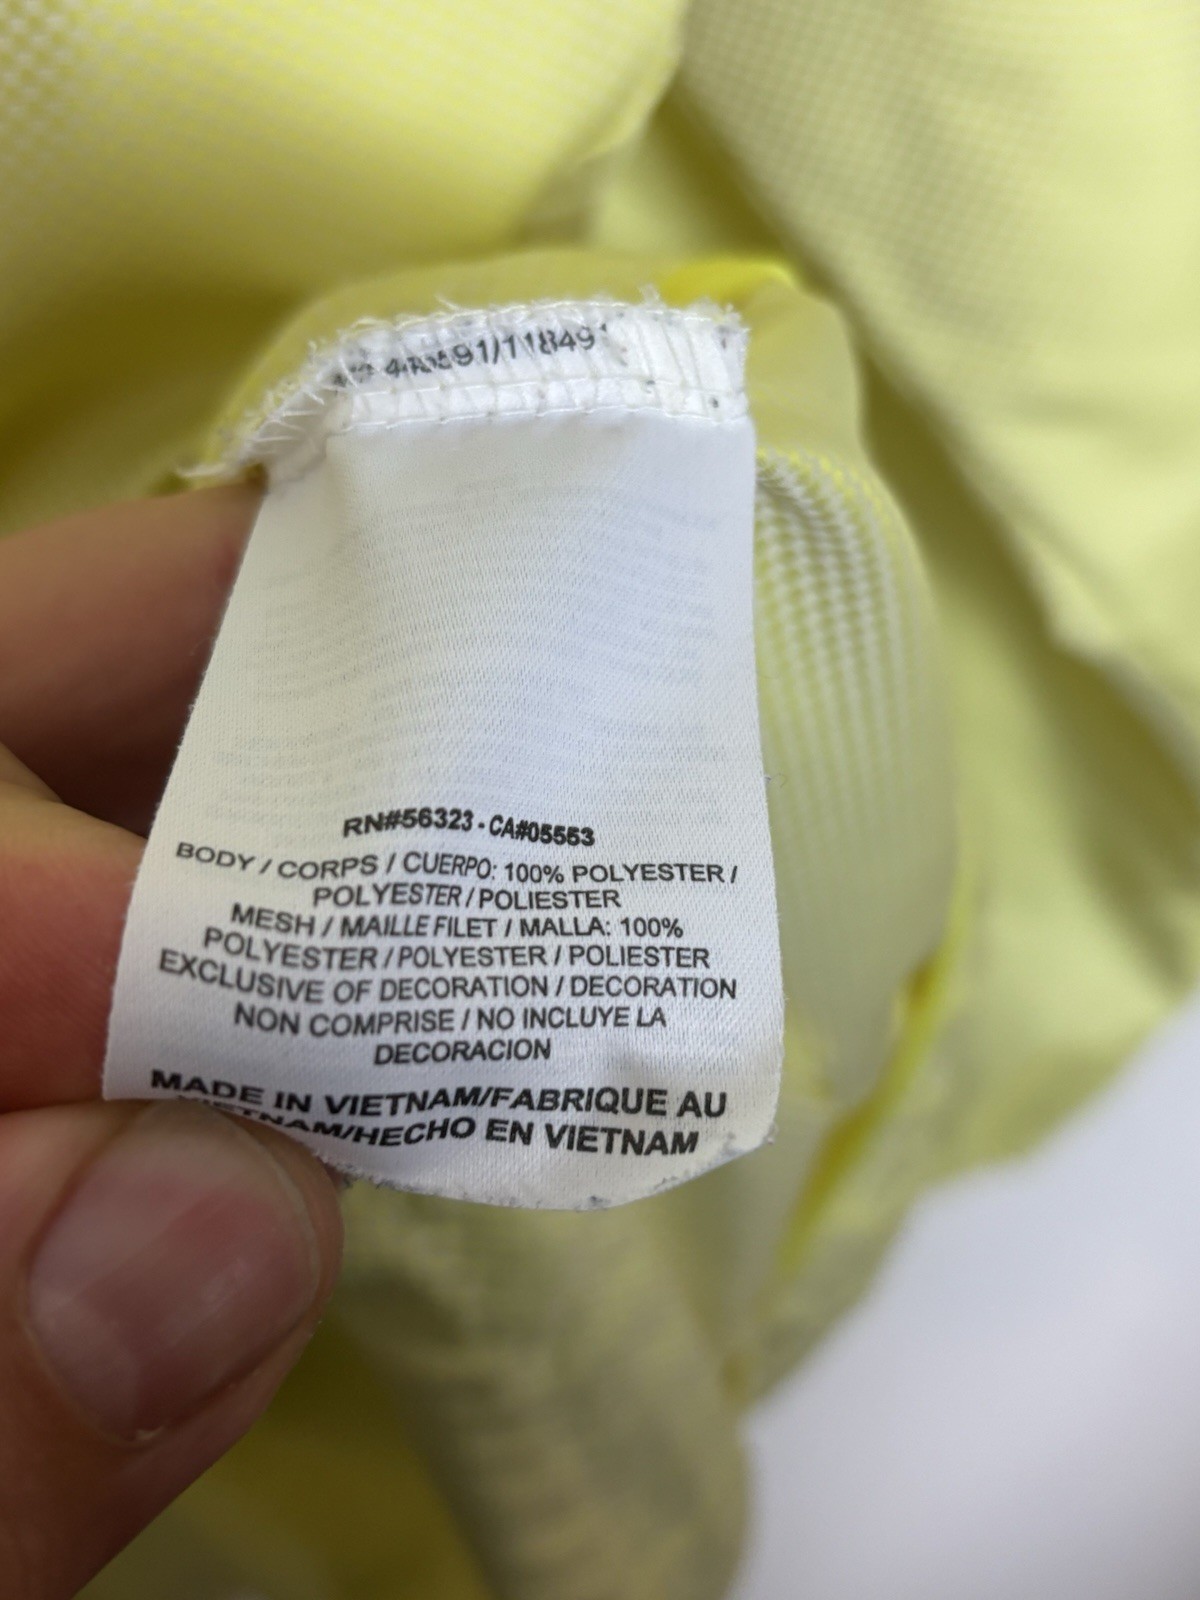 RN#56323 - CA#05553
BODY / CORPS / CUERPO: 100% POLYESTER /
POLYESTER / POLIESTER
MESH / MAILLE FILET / MALLA: 100%
POLYESTER / POLYESTER / POLIESTER
EXCLUSIVE OF DECORATION / DECORATION
NON COMPRISE / NO INCLUYE LA
DECORACION
MADE IN VIETNAM/FABRIQUE AU
VIETNAM/HECHO EN VIETNAM